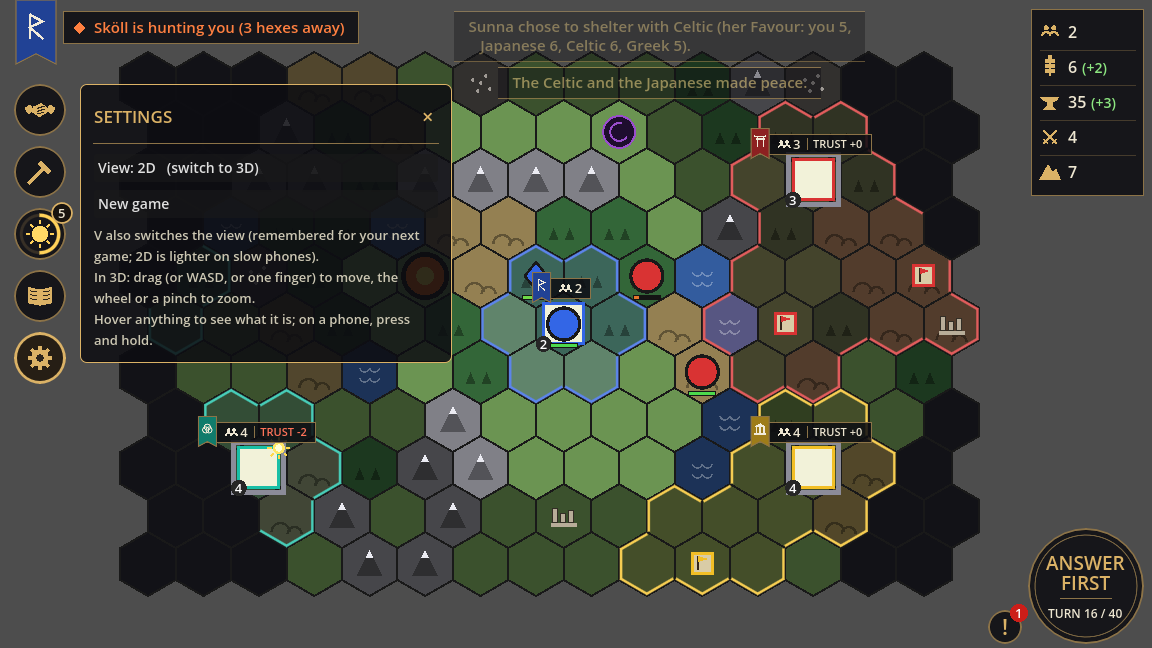 Sköll is hunting you (3 hexes away)
Sunna chose to shelter with Celtic (her Favour: you 5,
Japanese 6, Celtic 6, Greek 5).
The Celtic and the Japanese made peace.
2
6 (+2)
35 (+3)
4
7
SETTINGS
×
View: 2D (switch to 3D)
New game
V also switches the view (remembered for your next
game; 2D is lighter on slow phones).
In 3D: drag (or WASD, or one finger) to move, the
wheel or a pinch to zoom.
Hover anything to see what it is; on a phone, press
and hold.
5
3 TRUST +0
3
2
2
4 TRUST -2
4
4 TRUST +0
4
ANSWER
FIRST
TURN 16 / 40
!
1